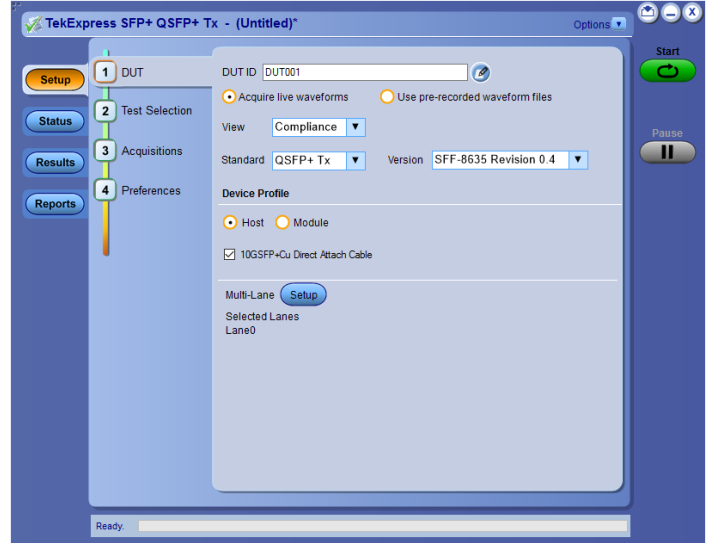 TekExpress SFP+ QSFP+ Tx - (Untitled)*
Options
Start
Setup
Status
Results
Reports
1 DUT
2 Test Selection
3 Acquisitions
4 Preferences
DUT ID DUT001
Acquire live waveforms Use pre-recorded waveform files
View Compliance
Standard QSFP+ Tx Version SFF-8635 Revision 0.4
Device Profile
Host Module
10GSFP+Cu Direct Attach Cable
Multi-Lane Setup
Selected Lanes
Lane0
Pause
Ready.